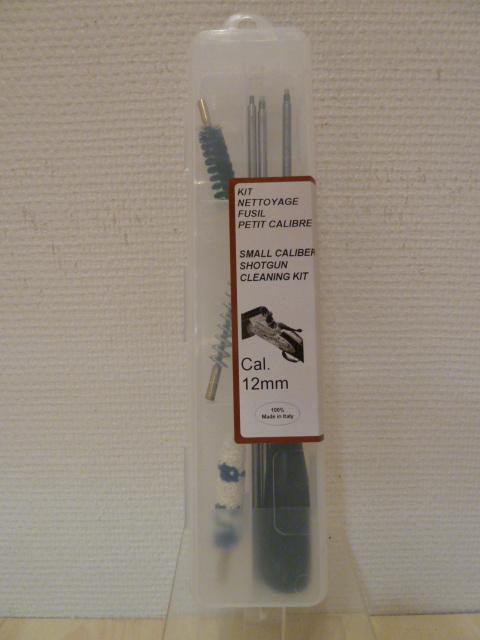 KIT
NETTOYAGE
FUSIL
PETIT CALIBRE
SMALL CALIBER
SHOTGUN
CLEANING KIT
Cal.
12mm
100%
Made in Italy